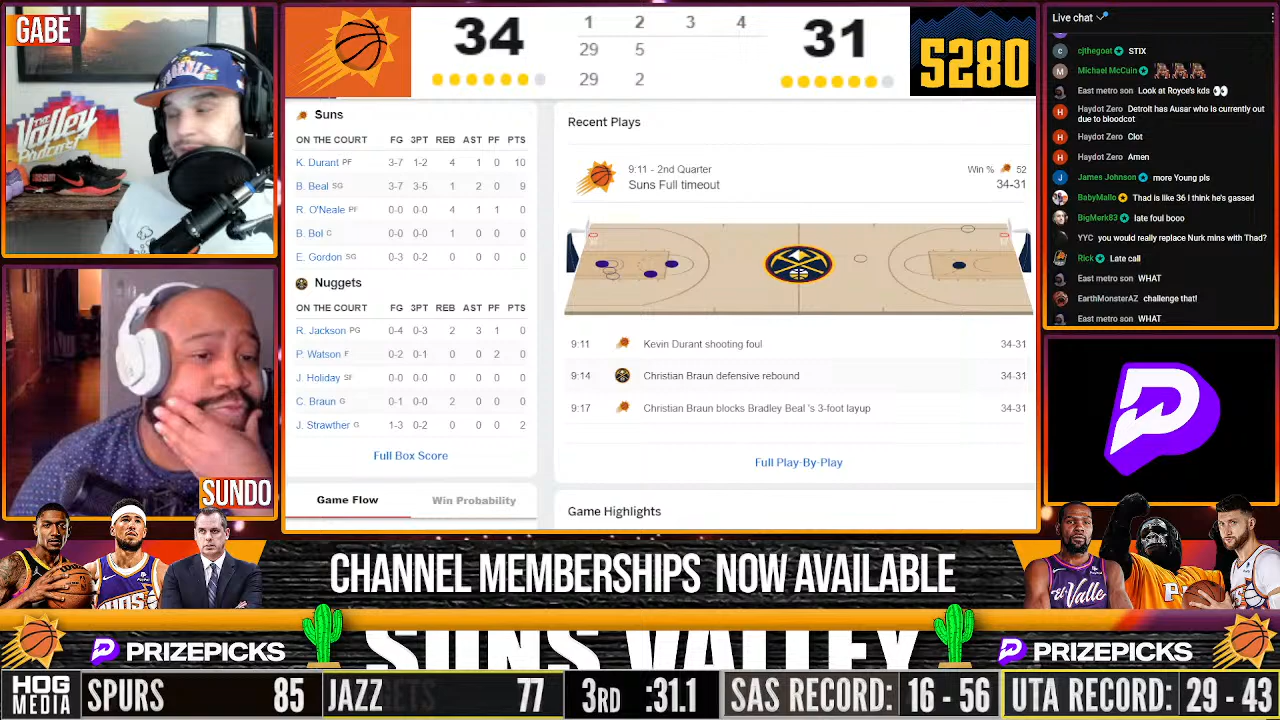 GABE
The Valley Podcast
SUNDO
34
1 2 3 4
29 5
29 2
31
5280
Suns
ON THE COURT FG 3PT REB AST PF PTS
K. Durant PF 3-7 1-2 4 1 0 10
B. Beal SG 3-7 3-5 1 2 0 9
R. O'Neale PF 0-0 0-0 4 1 1 0
B. Bol C 0-0 0-0 1 0 0 0
E. Gordon SG 0-3 0-2 0 0 0 0
Nuggets
ON THE COURT FG 3PT REB AST PF PTS
R. Jackson PG 0-4 0-3 2 3 1 0
P. Watson F 0-2 0-1 0 0 2 0
J. Holiday SF 0-0 0-0 0 0 0 0
C. Braun G 0-1 0-0 2 0 0 0
J. Strawther G 1-3 0-2 0 0 0 2
Full Box Score
Game Flow Win Probability
Recent Plays
9:11 - 2nd Quarter Win % 52
Suns Full timeout 34-31
9:11 Kevin Durant shooting foul 34-31
9:14 Christian Braun defensive rebound 34-31
9:17 Christian Braun blocks Bradley Beal 's 3-foot layup 34-31
Full Play-By-Play
Game Highlights
Live chat
cjthegoat STIX
Michael McCuin
East metro son Look at Royce's kds 👀
Haydot Zero Detroit has Ausar who is currently out
due to bloodcot
Haydot Zero Clot
Haydot Zero Amen
James Johnson more Young pls
BabyMallo Thad is like 36 I think he's gassed
BigMerk83 late foul booo
YYC you would really replace Nurk mins with Thad?
Rick Late call
East metro son WHAT
EarthMonsterAZ challenge that!
East metro son WHAT
CHANNEL MEMBERSHIPS NOW AVAILABLE
PRIZEPICKS SUNS VALLEY PRIZEPICKS
HOG MEDIA SPURS 85 JAZZ 77 3RD :31.1 SAS RECORD: 16 - 56 UTA RECORD: 29 - 43